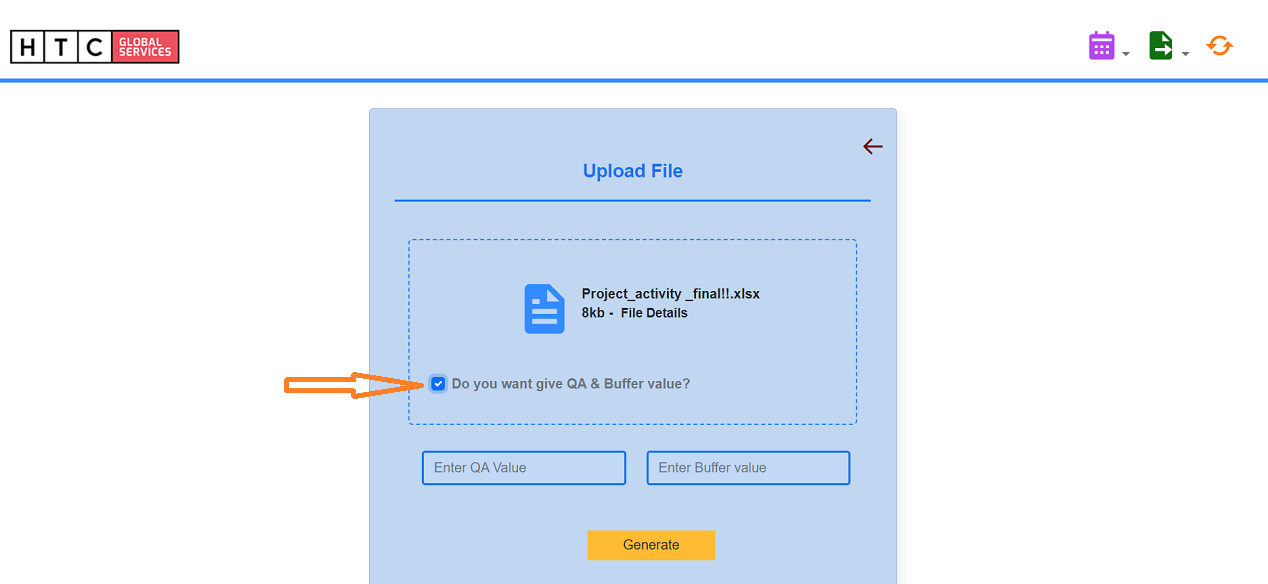 HTC GLOBAL SERVICES
Upload File
Project_activity _final!!.xlsx
8kb - File Details
Do you want give QA & Buffer value?
Enter QA Value
Enter Buffer value
Generate